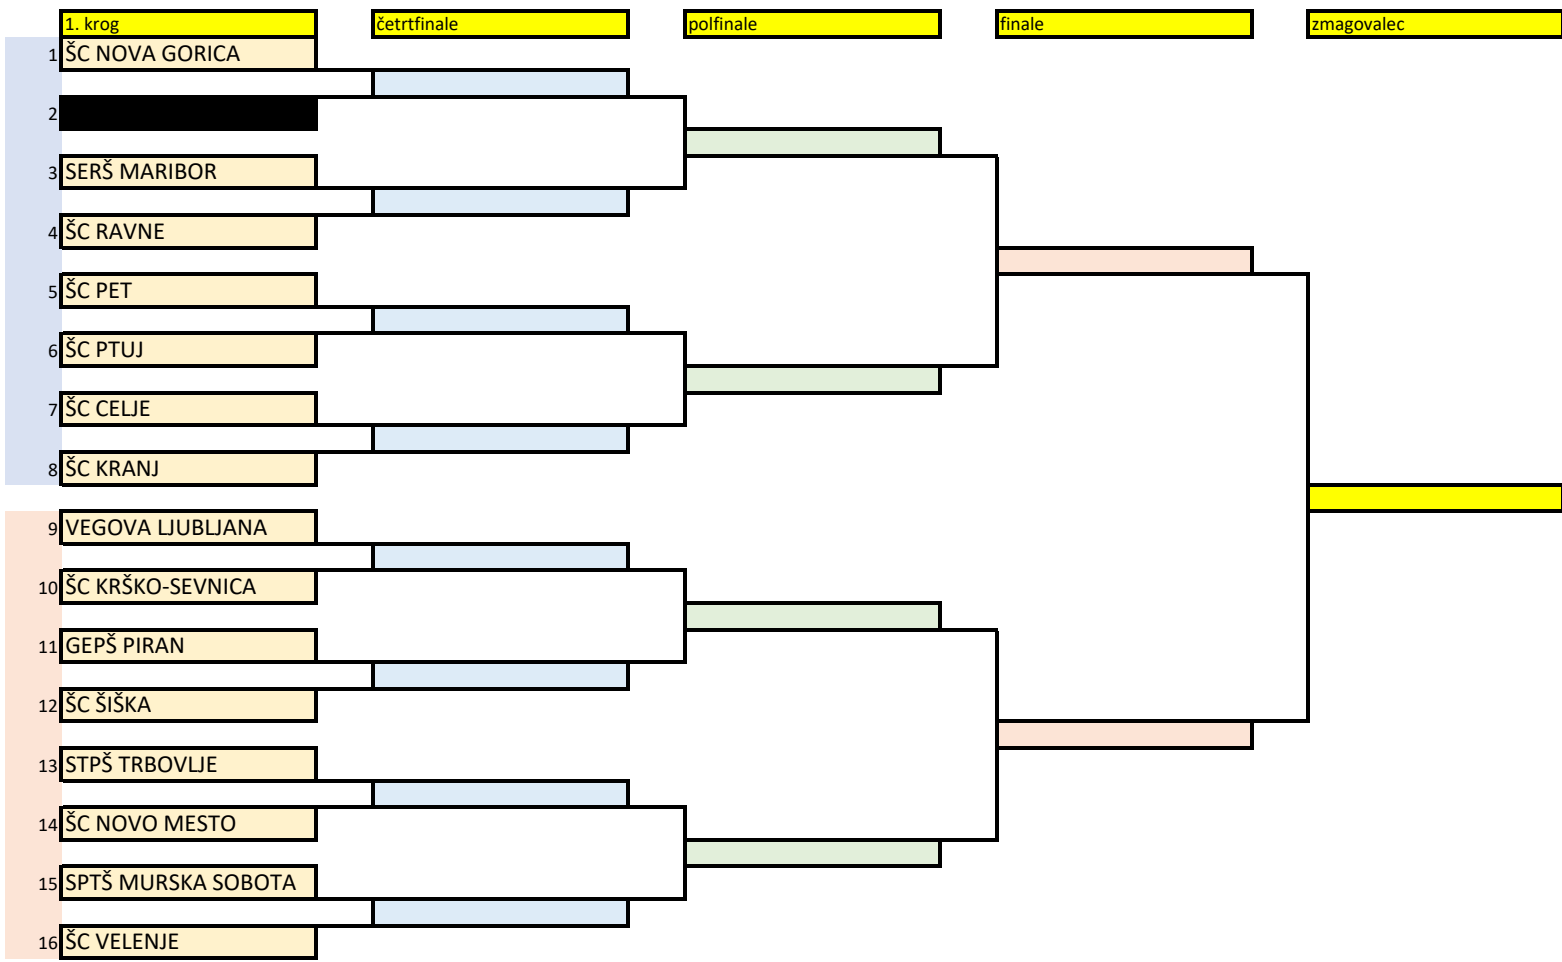 1. krog četrtfinale polfinale finale zmagovalec
1 ŠC NOVA GORICA
2
3 SERŠ MARIBOR
4 ŠC RAVNE
5 ŠC PET
6 ŠC PTUJ
7 ŠC CELJE
8 ŠC KRANJ
9 VEGOVA LJUBLJANA
10 ŠC KRŠKO-SEVNICA
11 GEPŠ PIRAN
12 ŠC ŠIŠKA
13 STPŠ TRBOVLJE
14 ŠC NOVO MESTO
15 SPTŠ MURSKA SOBOTA
16 ŠC VELENJE